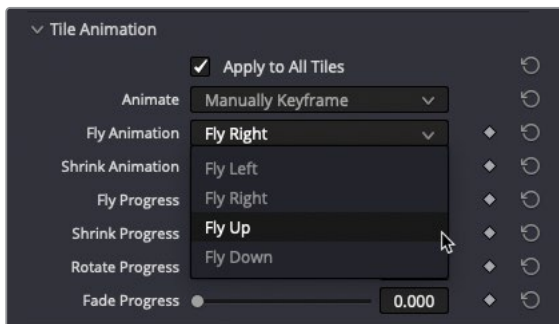 Tile Animation
Apply to All Tiles
Animate Manually Keyframe
Fly Animation Fly Right
Shrink Animation Fly Left
Fly Progress Fly Right
Shrink Progress Fly Up
Rotate Progress Fly Down
Fade Progress 0.000